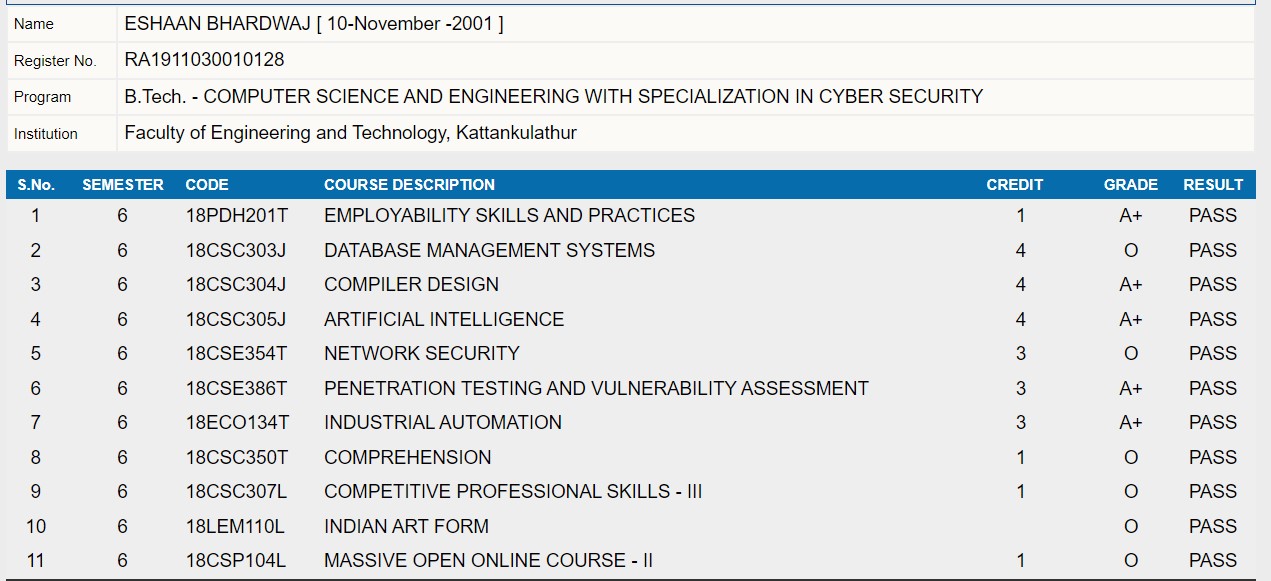 Name ESHAAN BHARDWAJ [ 10-November -2001 ]
Register No. RA1911030010128
Program B.Tech. - COMPUTER SCIENCE AND ENGINEERING WITH SPECIALIZATION IN CYBER SECURITY
Institution Faculty of Engineering and Technology, Kattankulathur
S.No. SEMESTER CODE COURSE DESCRIPTION CREDIT GRADE RESULT
1 6 18PDH201T EMPLOYABILITY SKILLS AND PRACTICES 1 A+ PASS
2 6 18CSC303J DATABASE MANAGEMENT SYSTEMS 4 O PASS
3 6 18CSC304J COMPILER DESIGN 4 A+ PASS
4 6 18CSC305J ARTIFICIAL INTELLIGENCE 4 A+ PASS
5 6 18CSE354T NETWORK SECURITY 3 O PASS
6 6 18CSE386T PENETRATION TESTING AND VULNERABILITY ASSESSMENT 3 A+ PASS
7 6 18ECO134T INDUSTRIAL AUTOMATION 3 A+ PASS
8 6 18CSC350T COMPREHENSION 1 O PASS
9 6 18CSC307L COMPETITIVE PROFESSIONAL SKILLS - III 1 O PASS
10 6 18LEM110L INDIAN ART FORM O PASS
11 6 18CSP104L MASSIVE OPEN ONLINE COURSE - II 1 O PASS